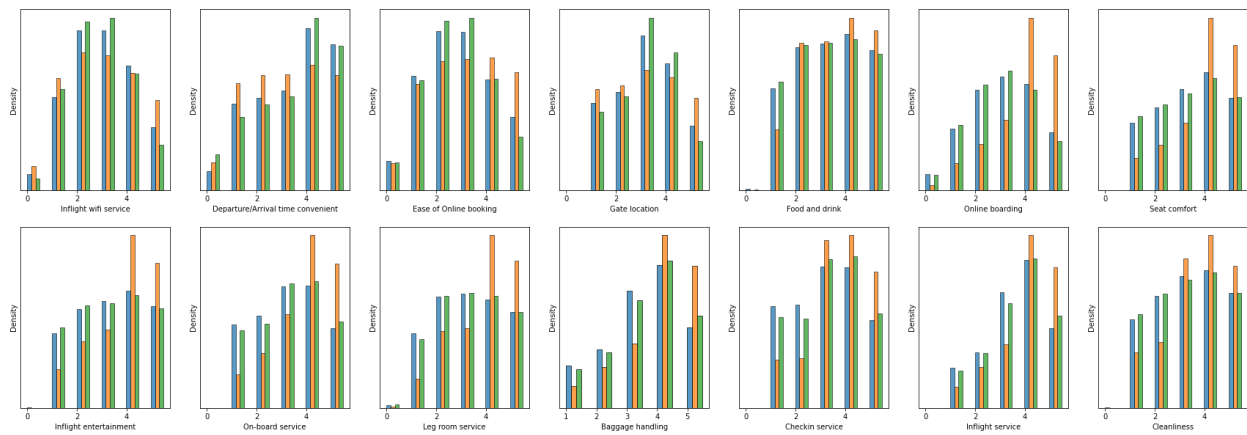 Density
0 2 4
Inflight wifi service
Density
0 2 4
Departure/Arrival time convenient
Density
0 2 4
Ease of Online booking
Density
0 2 4
Gate location
Density
0 2 4
Food and drink
Density
0 2 4
Online boarding
Density
0 2 4
Seat comfort
Density
0 2 4
Inflight entertainment
Density
0 2 4
On-board service
Density
0 2 4
Leg room service
Density
1 2 3 4 5
Baggage handling
Density
0 2 4
Checkin service
Density
0 2 4
Inflight service
Density
0 2 4
Cleanliness